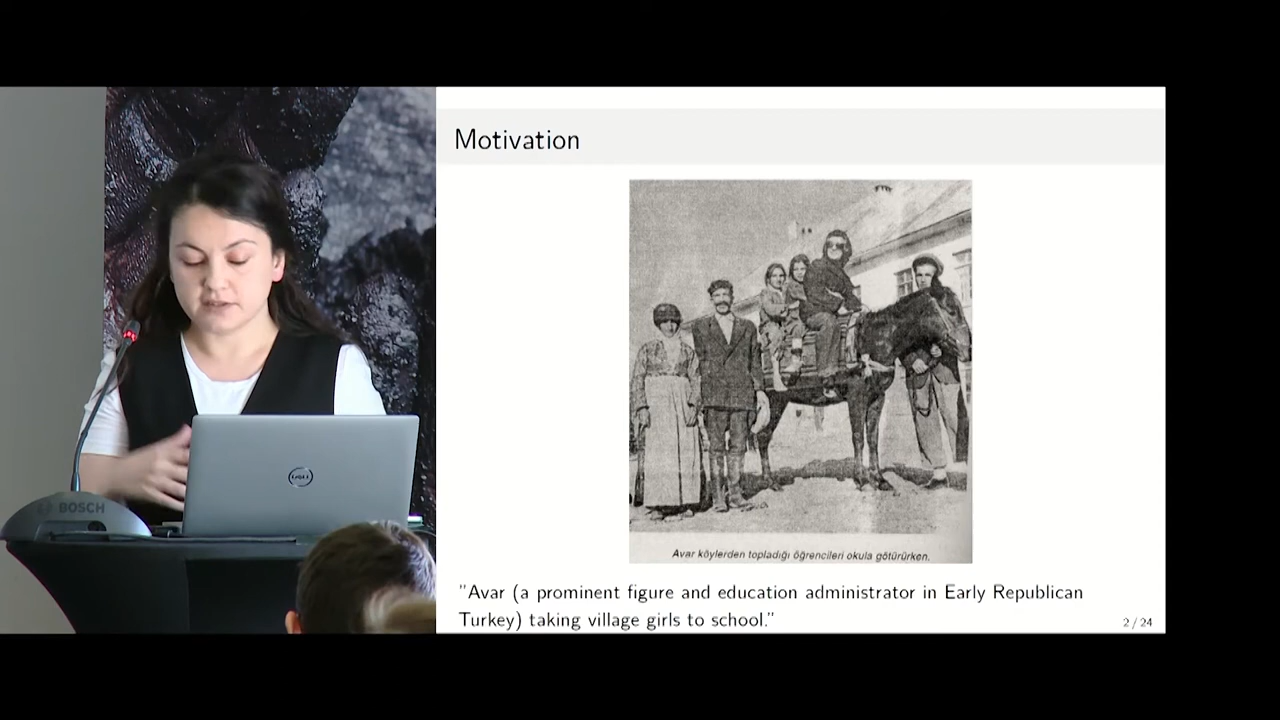 Motivation
Avar köylerden topladığı öğrencileri okula götürürken.
"Avar (a prominent figure and education administrator in Early Republican
Turkey) taking village girls to school."
2 / 24
BOSCH
DELL